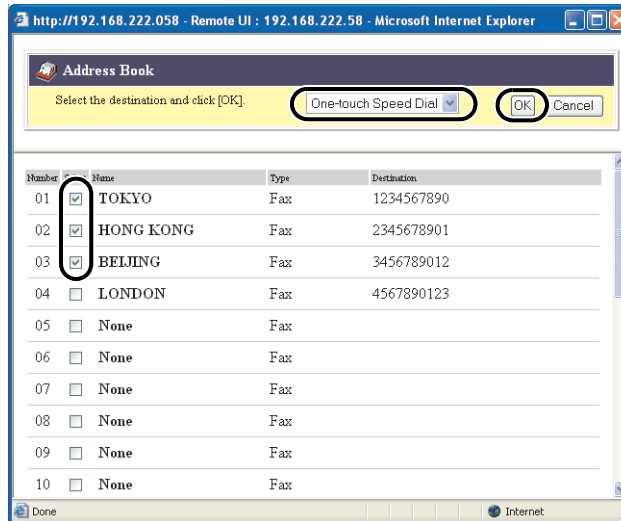 http://192.168.222.058 - Remote UI : 192.168.222.58 - Microsoft Internet Explorer
Address Book
Select the destination and click [OK]. One-touch Speed Dial OK Cancel
Number Select Name Type Destination
01 TOKYO Fax 1234567890
02 HONG KONG Fax 2345678901
03 BEIJING Fax 3456789012
04 LONDON Fax 4567890123
05 None Fax
06 None Fax
07 None Fax
08 None Fax
09 None Fax
10 None Fax
Done Internet